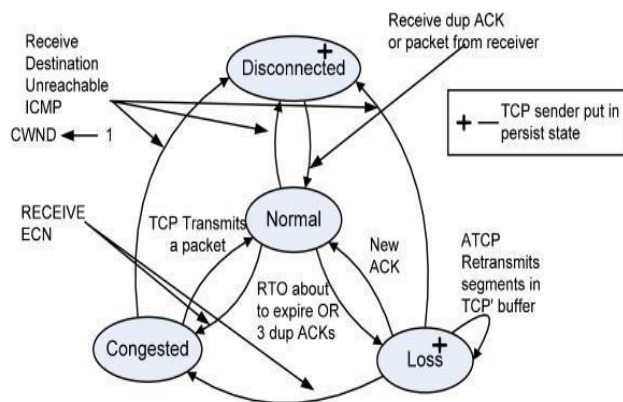 Receive
Destination
Unreachable
ICMP
CWND 1
Receive dup ACK
or packet from receiver
+
Disconnected
+ — TCP sender put in
persist state
RECEIVE
ECN
TCP Transmits
a packet
Normal
New
ACK
ATCP
Retransmits
segments in
TCP' buffer
RTO about
to expire OR
3 dup ACKs
Congested
+
Loss